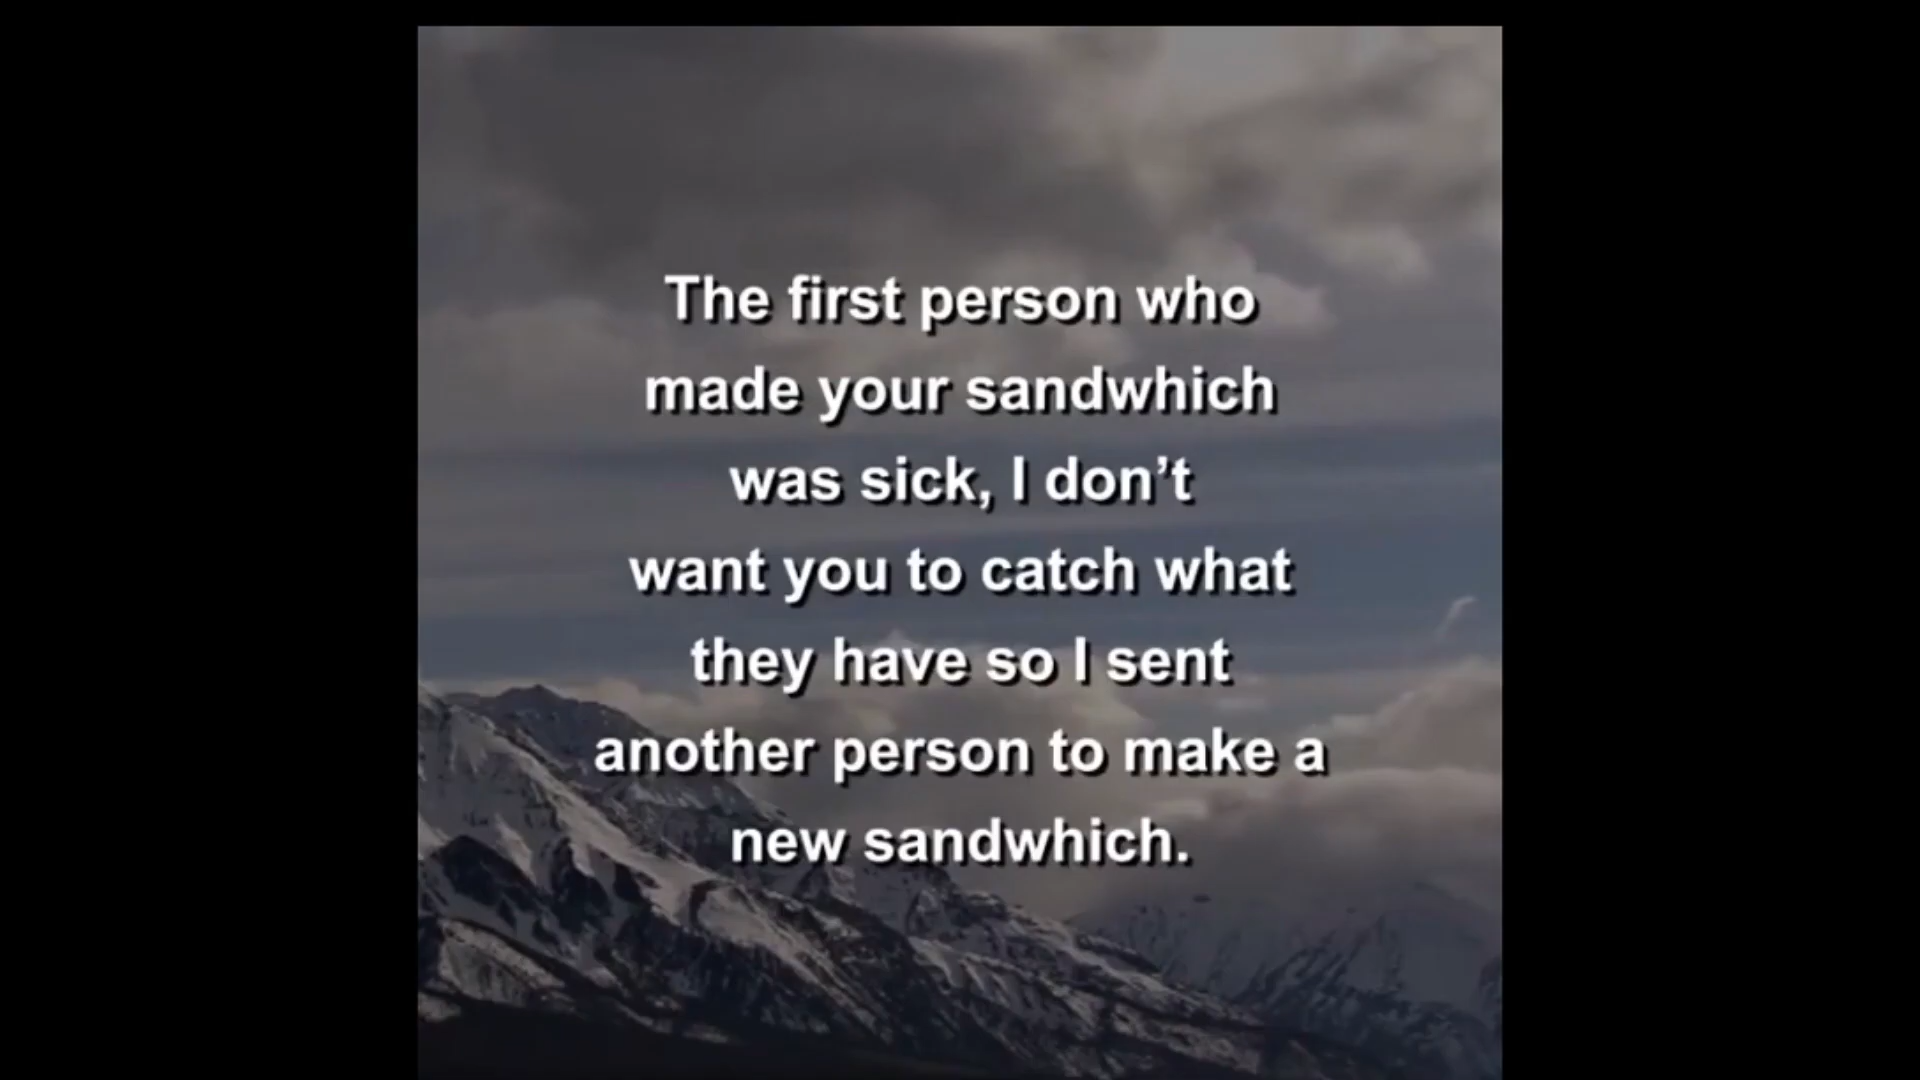 The first person who
made your sandwhich
was sick, I don’t
want you to catch what
they have so I sent
another person to make a
new sandwhich.